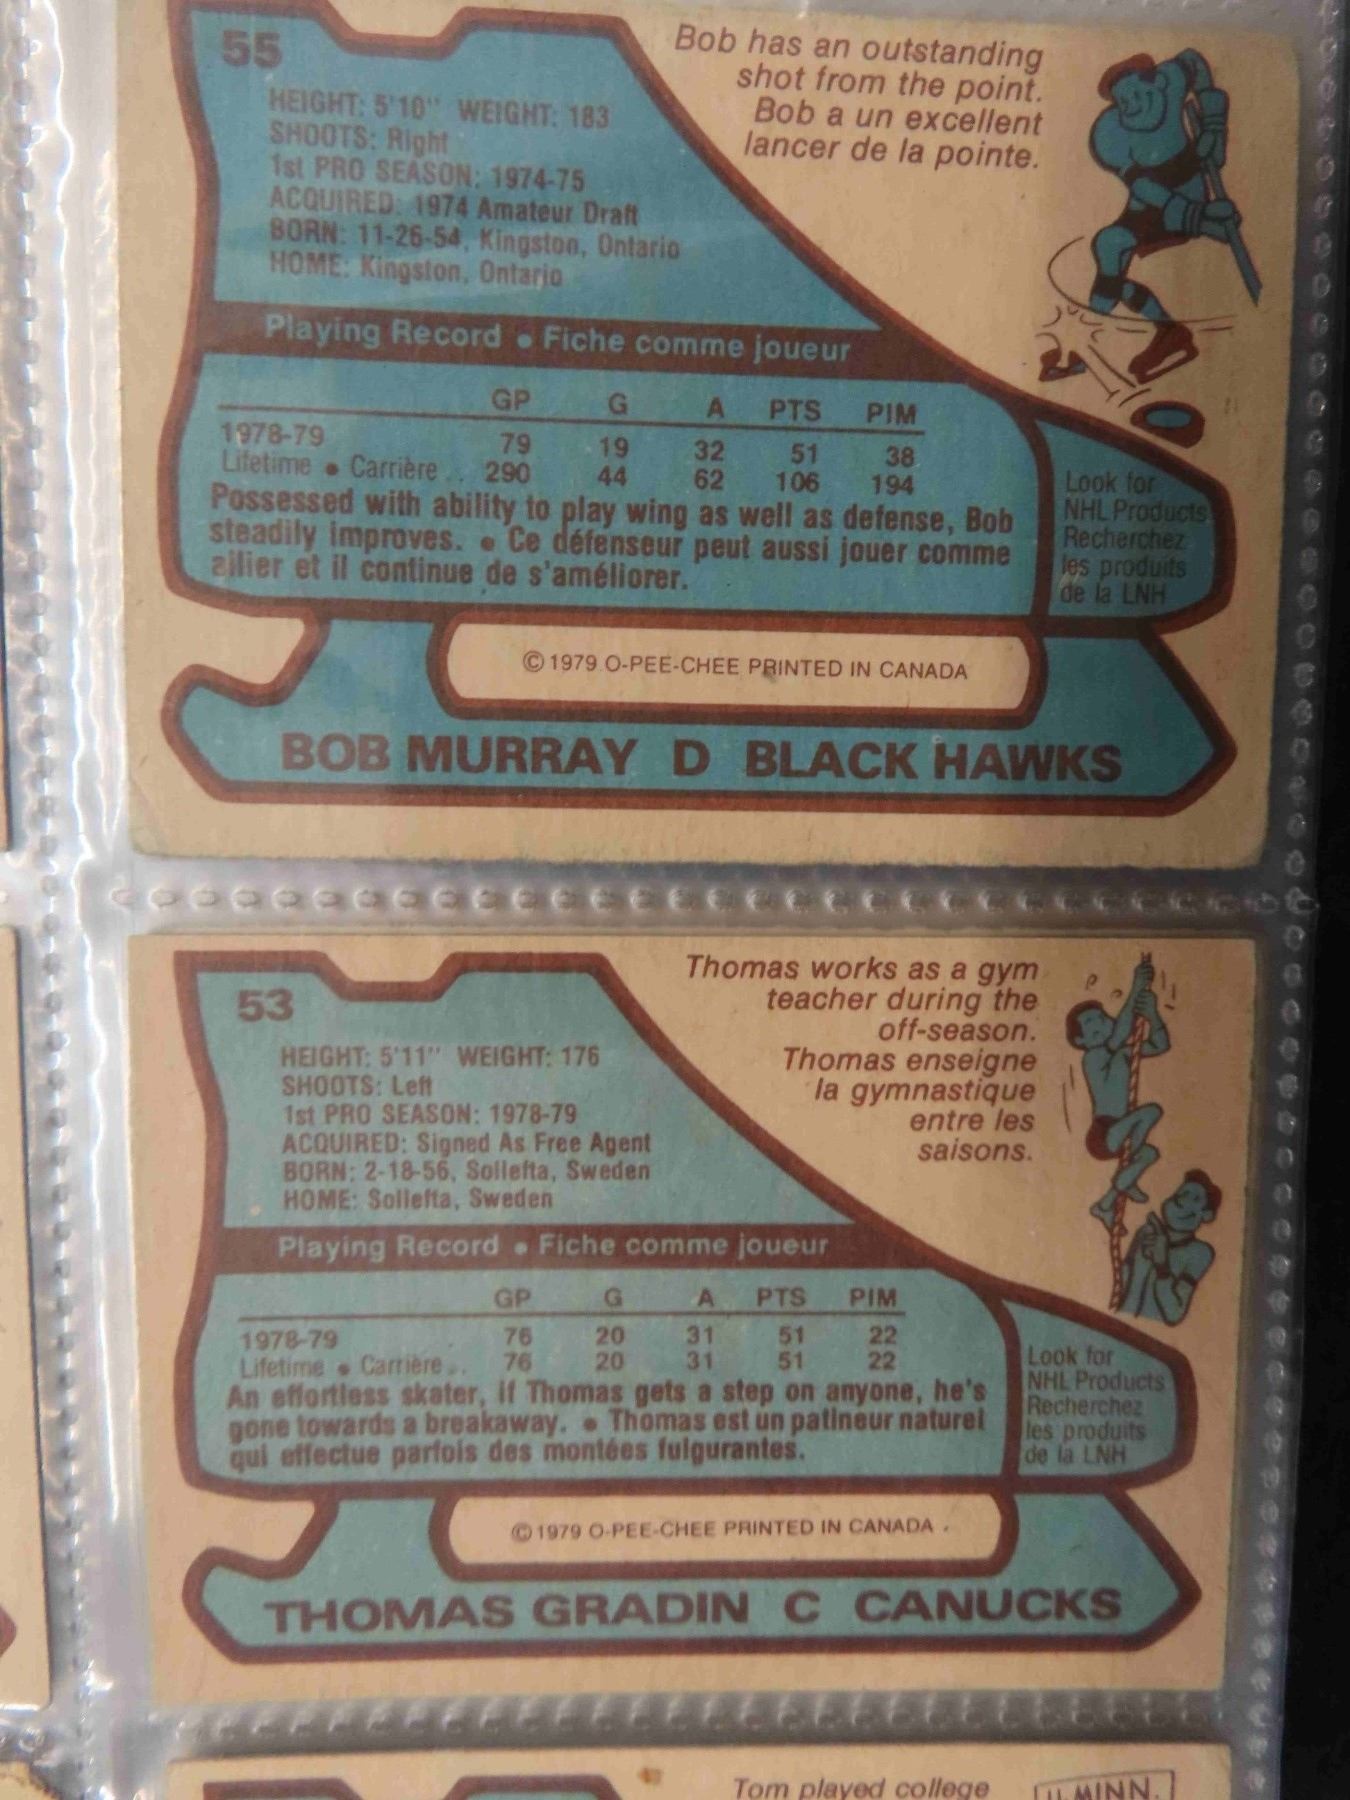 55
HEIGHT: 5'10" WEIGHT: 183
SHOOTS: Right
1st PRO SEASON: 1974-75
ACQUIRED: 1974 Amateur Draft
BORN: 11-26-54, Kingston, Ontario
HOME: Kingston, Ontario
Bob has an outstanding
shot from the point.
Bob a un excellent
lancer de la pointe.
Playing Record • Fiche comme joueur
GP G A PTS PIM
1978-79 79 19 32 51 38
Lifetime • Carrière .. 290 44 62 106 194
Possessed with ability to play wing as well as defense, Bob
steadily improves. • Ce défenseur peut aussi jouer comme
ailier et il continue de s'améliorer.
Look for
NHL Products
Recherchez
les produits
de la LNH
© 1979 O-PEE-CHEE PRINTED IN CANADA
BOB MURRAY D BLACK HAWKS
53
HEIGHT: 5'11" WEIGHT: 176
SHOOTS: Left
1st PRO SEASON: 1978-79
ACQUIRED: Signed As Free Agent
BORN: 2-18-56, Sollefta, Sweden
HOME: Sollefta, Sweden
Thomas works as a gym
teacher during the
off-season.
Thomas enseigne
la gymnastique
entre les
saisons.
Playing Record • Fiche comme joueur
GP G A PTS PIM
1978-79 76 20 31 51 22
Lifetime • Carrière .. 76 20 31 51 22
An effortless skater, if Thomas gets a step on anyone, he's
gone towards a breakaway. • Thomas est un patineur naturel
qui effectue parfois des montées fulgurantes.
Look for
NHL Products
Recherchez
les produits
de la LNH
© 1979 O-PEE-CHEE PRINTED IN CANADA
THOMAS GRADIN C CANUCKS
Tom played college
U. MINN.